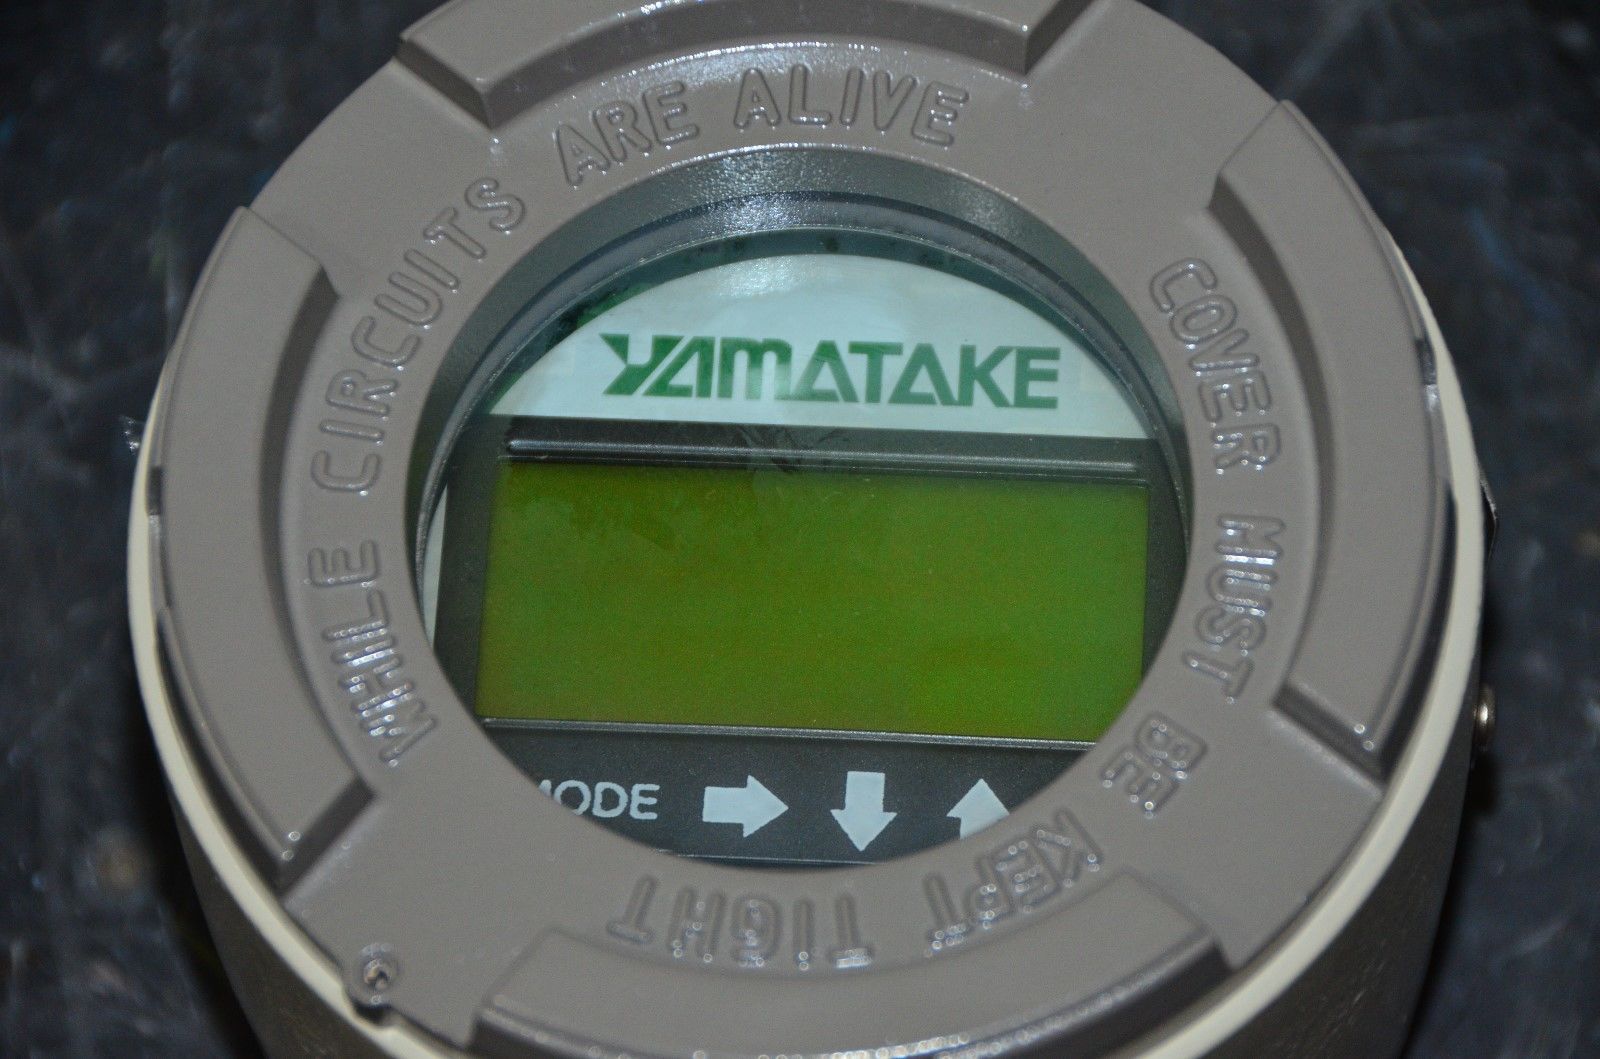 COVER MUST BE KEPT TIGHT
WHILE CIRCUITS ARE ALIVE
YAMATAKE
MODE